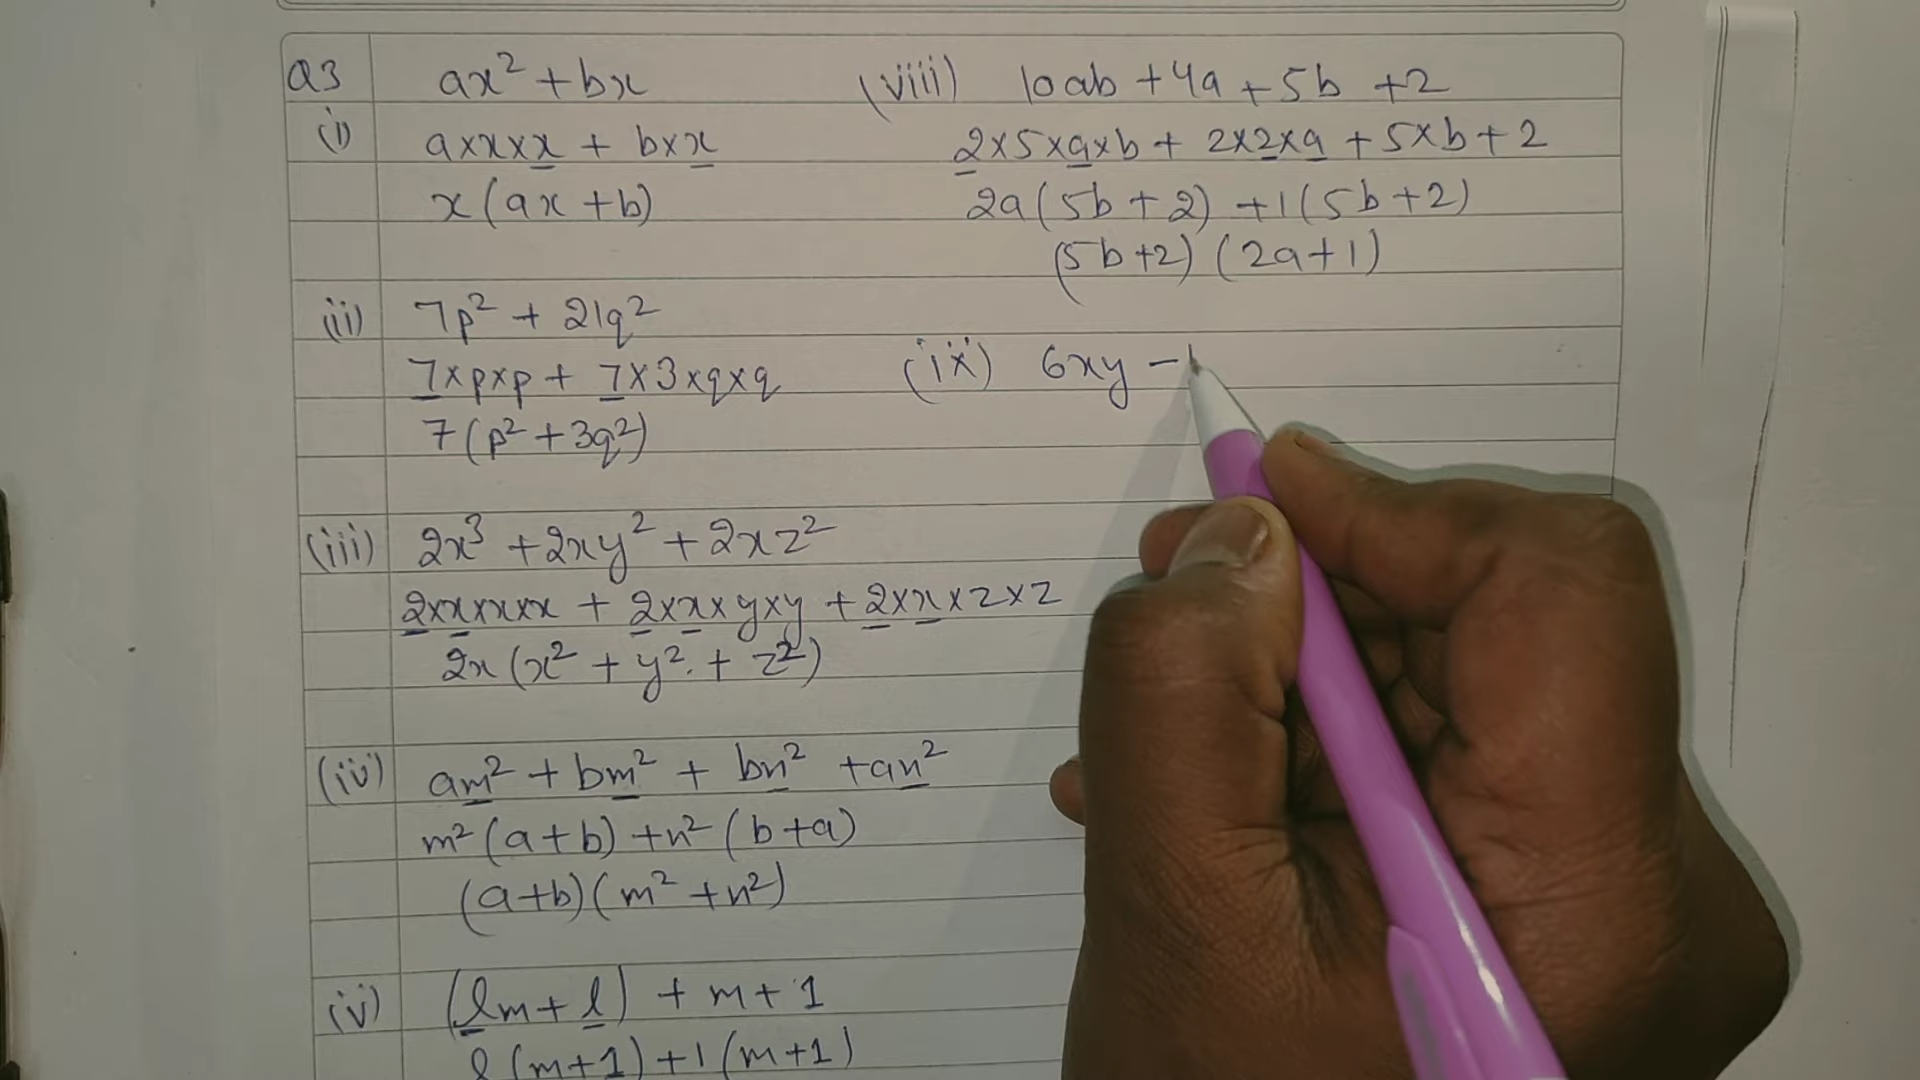 Q3 ax² + bx
(i) a×x×x + b×x
x(ax + b)
(ii) 7p² + 21q²
7×p×p + 7×3×q×q
7(p² + 3q²)
(iii) 2x³ + 2xy² + 2xz²
2×x×x×x + 2×x×y×y + 2×x×z×z
2x(x² + y² + z²)
(iv) am² + bm² + bn² + an²
m²(a+b) + n²(b+a)
(a+b)(m² + n²)
(v) (lm + l) + m + 1
l(m+1) + 1(m+1)
(viii) 10ab + 4a + 5b + 2
2×5×a×b + 2×2×a + 5×b + 2
2a(5b + 2) + 1(5b + 2)
(5b+2)(2a+1)
(ix) 6xy −